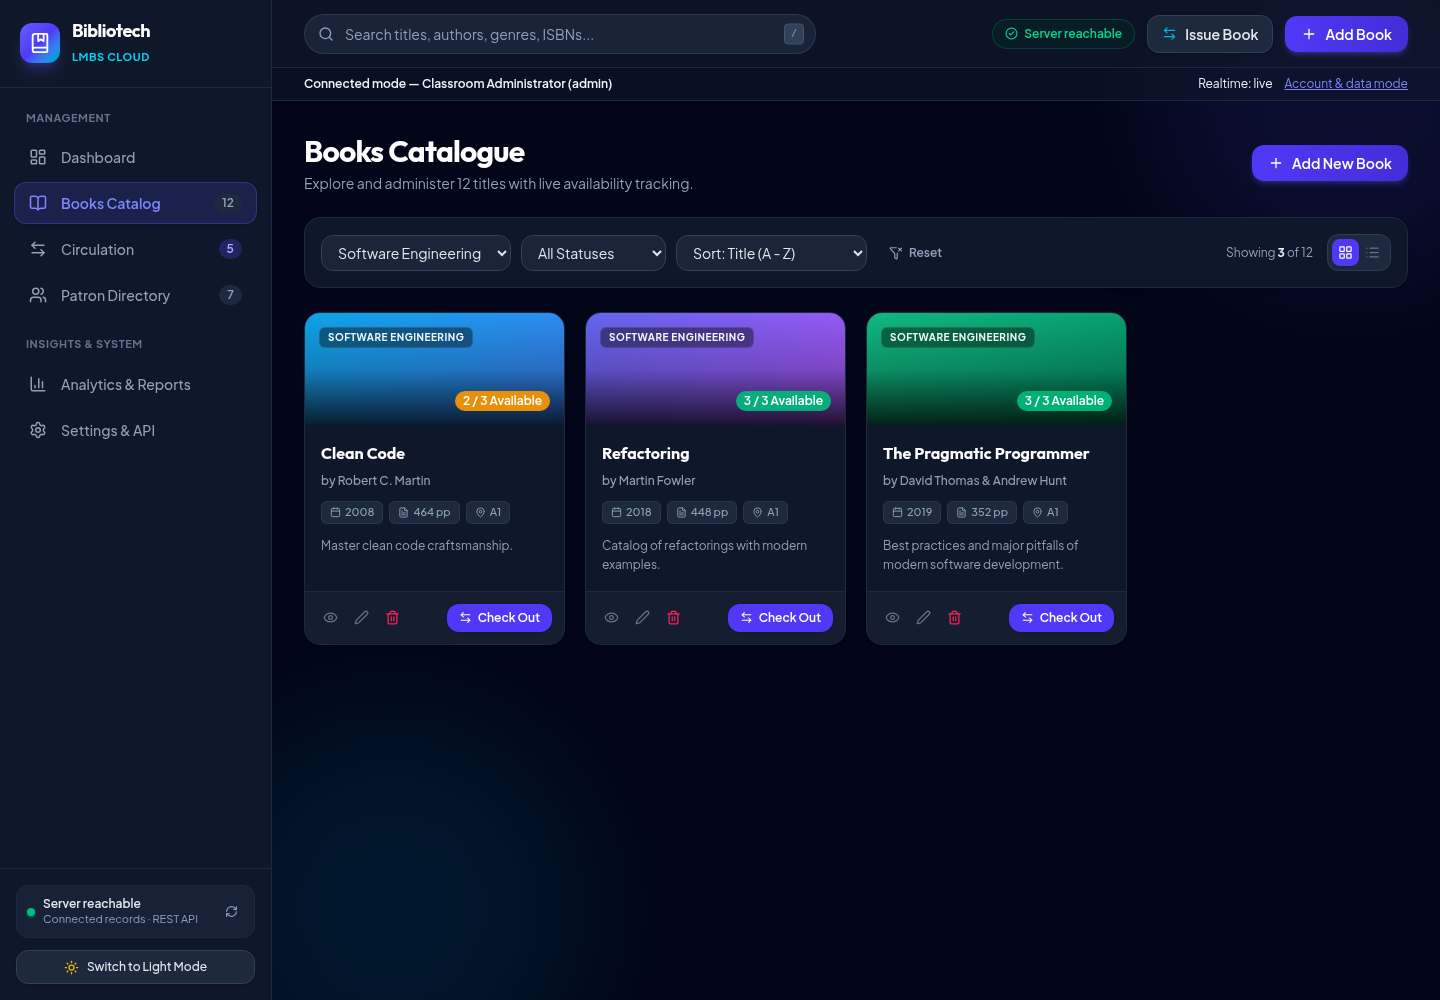 Bibliotech
LMBS CLOUD
MANAGEMENT
Dashboard
Books Catalog 12
Circulation 5
Patron Directory 7
INSIGHTS & SYSTEM
Analytics & Reports
Settings & API
Server reachable
Connected records · REST API
Switch to Light Mode
Search titles, authors, genres, ISBNs... /
Server reachable
Issue Book
Add Book
Connected mode — Classroom Administrator (admin)
Realtime: live Account & data mode
Books Catalogue
Explore and administer 12 titles with live availability tracking.
Add New Book
Software Engineering
All Statuses
Sort: Title (A - Z)
Reset
Showing 3 of 12
SOFTWARE ENGINEERING
2 / 3 Available
Clean Code
by Robert C. Martin
2008 464 pp A1
Master clean code craftsmanship.
Check Out
SOFTWARE ENGINEERING
3 / 3 Available
Refactoring
by Martin Fowler
2018 448 pp A1
Catalog of refactorings with modern
examples.
Check Out
SOFTWARE ENGINEERING
3 / 3 Available
The Pragmatic Programmer
by David Thomas & Andrew Hunt
2019 352 pp A1
Best practices and major pitfalls of
modern software development.
Check Out